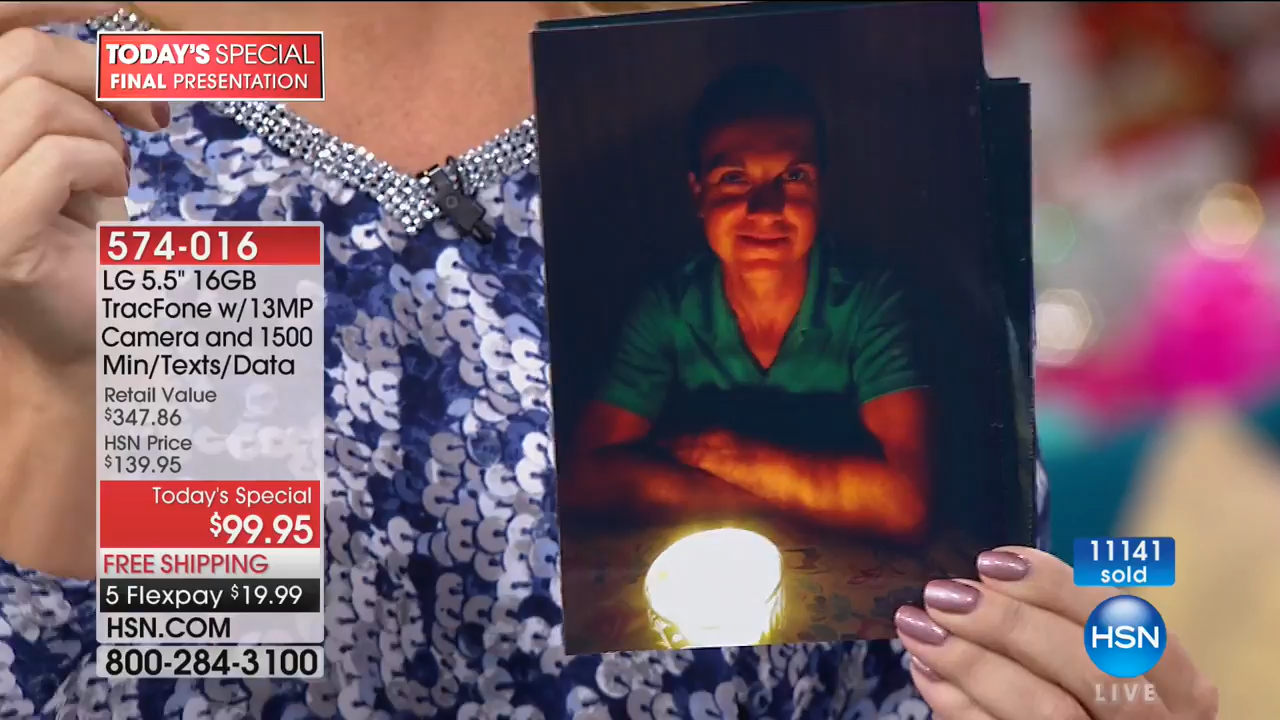 TODAY'S SPECIAL
FINAL PRESENTATION
574-016
LG 5.5" 16GB
TracFone w/13MP
Camera and 1500
Min/Texts/Data
Retail Value
$347.86
HSN Price
$139.95
Today's Special
$99.95
FREE SHIPPING
5 Flexpay $19.99
HSN.COM
800-284-3100
11141
sold
HSN
LIVE